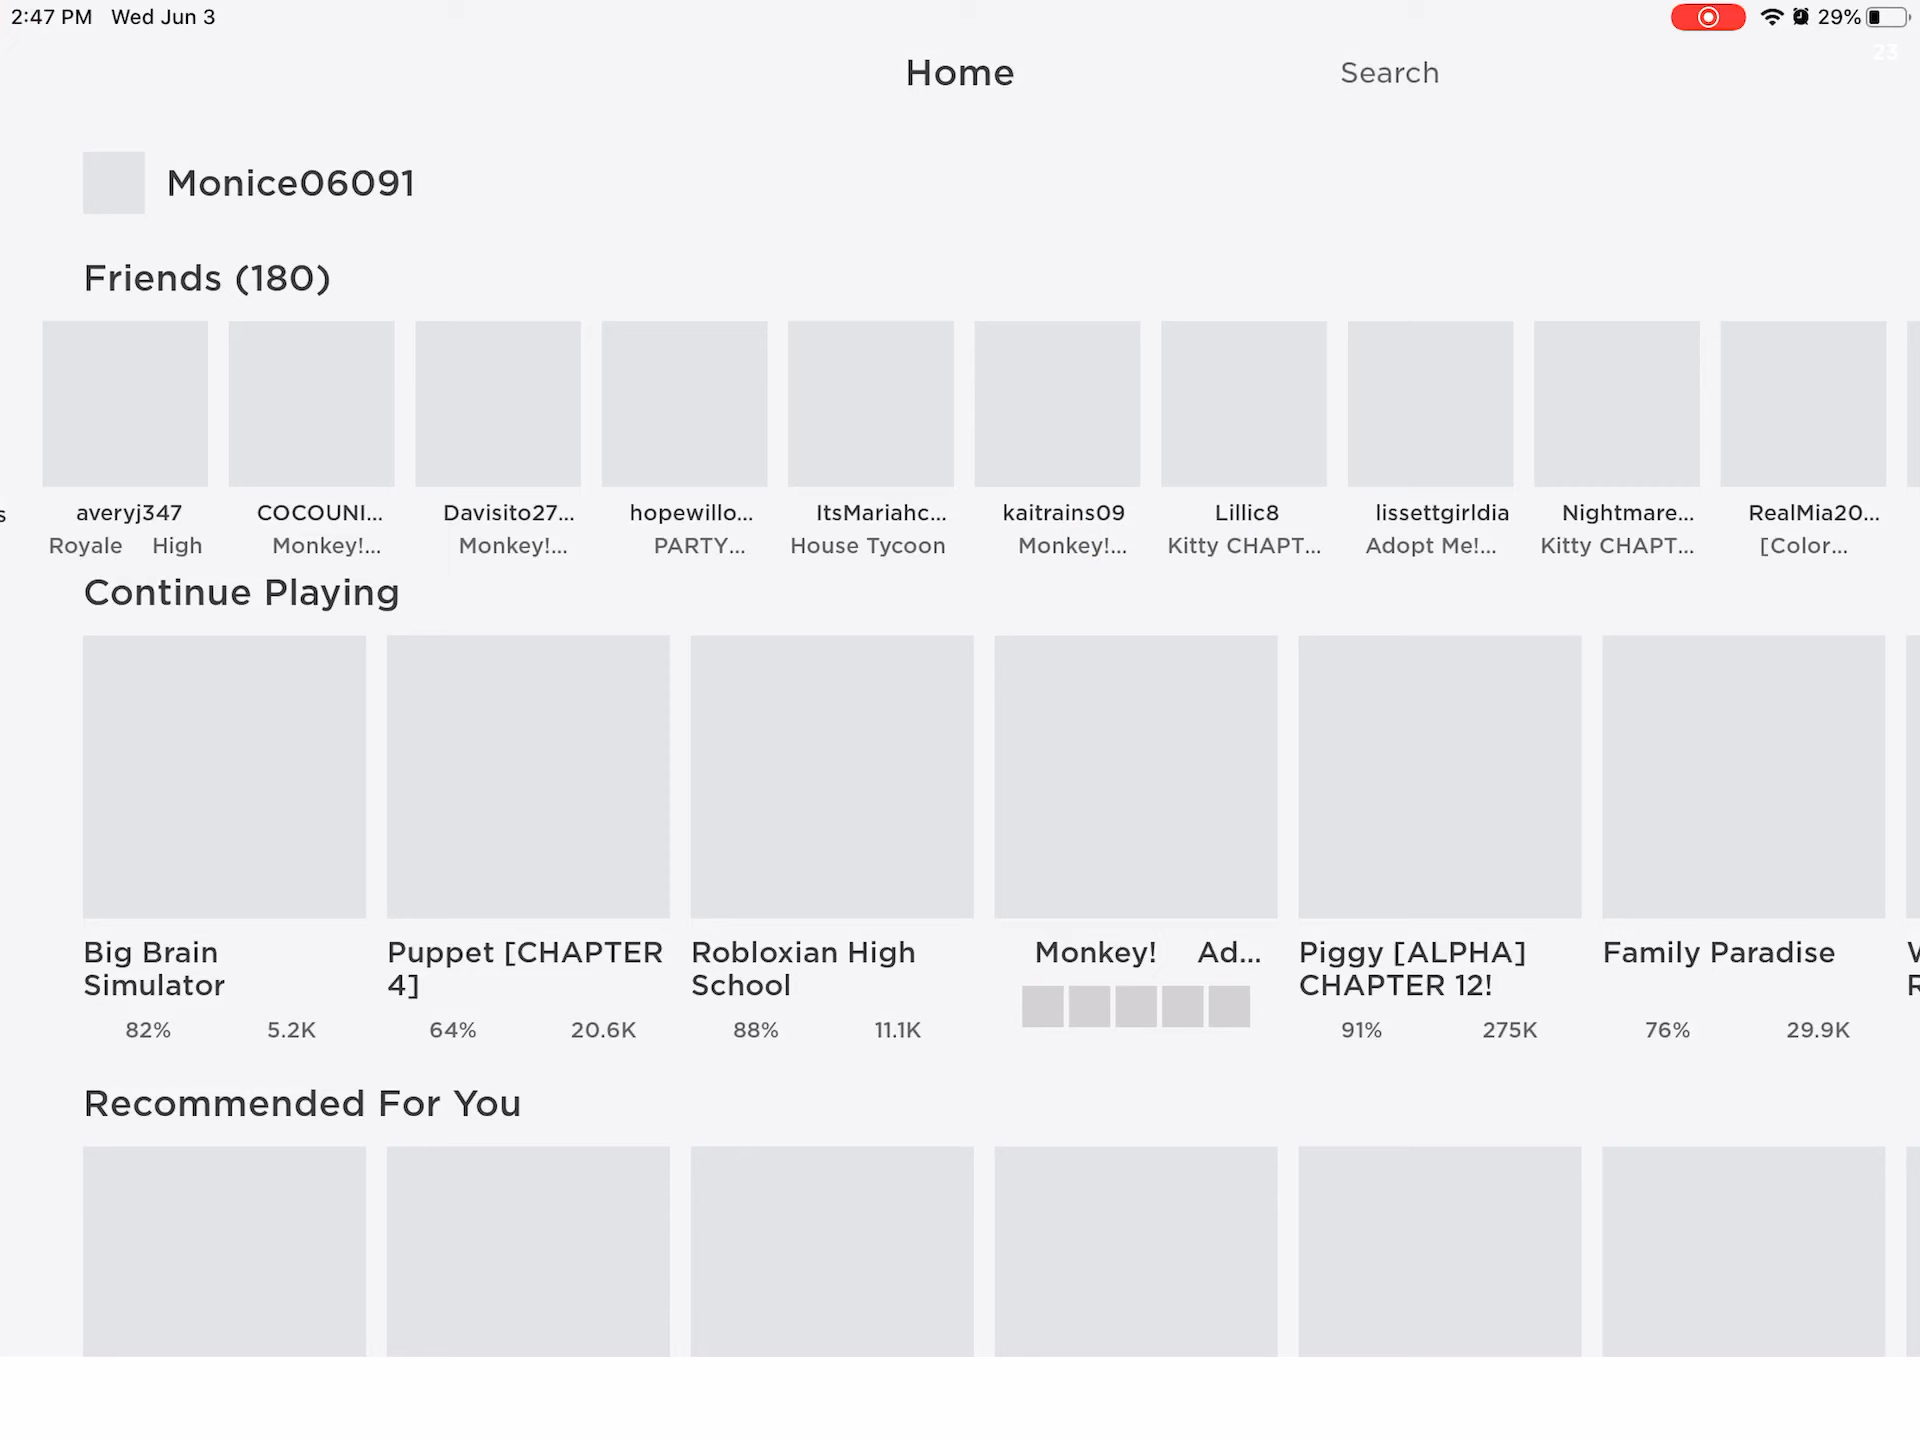 2:47 PM Wed Jun 3
29%
23
Home
Search
Monice06091
Friends (180)
s
averyj347
COCOUNI...
Davisito27...
hopewillo...
ItsMariahc...
kaitrains09
Lillic8
lissettgirldia
Nightmare...
RealMia20...
Royale High
Monkey!...
Monkey!...
PARTY...
House Tycoon
Monkey!...
Kitty CHAPT...
Adopt Me!...
Kitty CHAPT...
[Color...
Continue Playing
Big Brain
Simulator
82% 5.2K
Puppet [CHAPTER
4]
64% 20.6K
Robloxian High
School
88% 11.1K
Monkey! Ad...
Piggy [ALPHA]
CHAPTER 12!
91% 275K
Family Paradise
76% 29.9K
Recommended For You